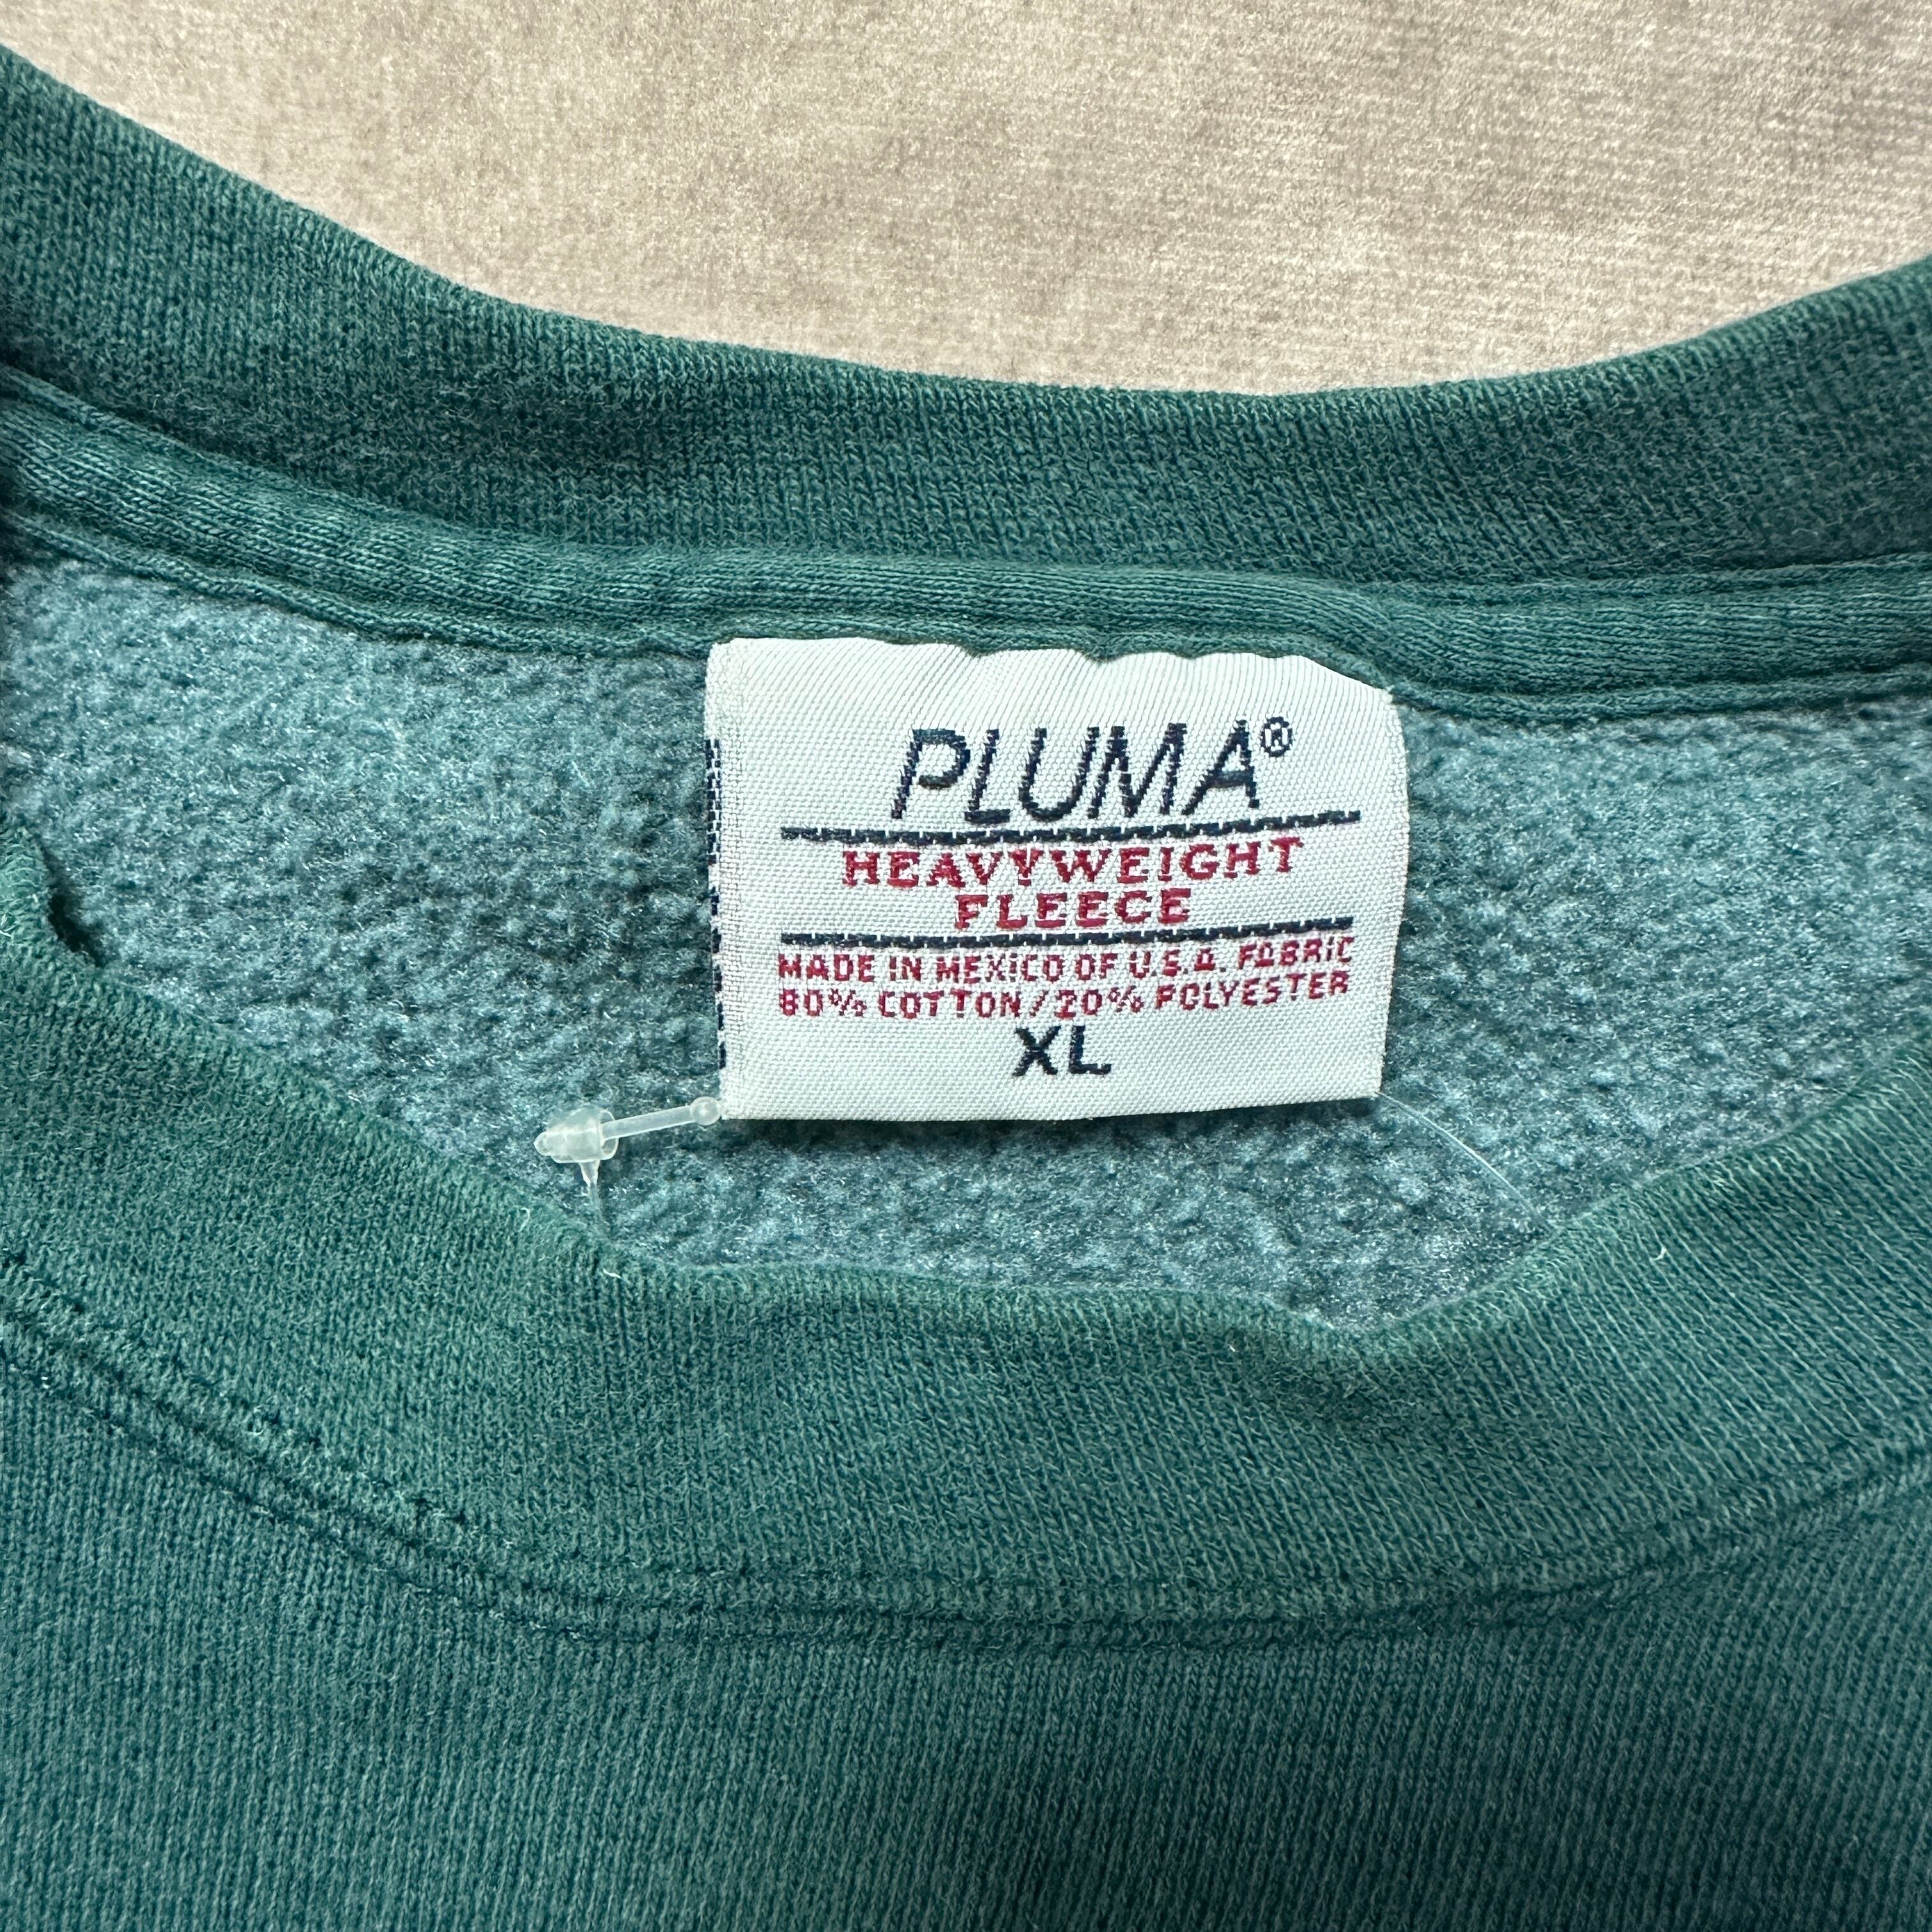 PLUMA®
HEAVYWEIGHT
FLEECE
MADE IN MEXICO OF U.S.A. FABRIC
80% COTTON/20% POLYESTER
XL